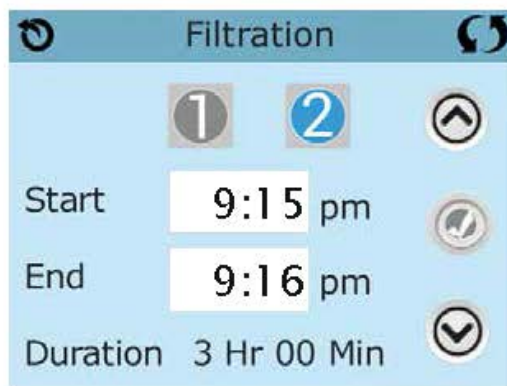 Filtration
1 2
Start 9:15 pm
End 9:16 pm
Duration 3 Hr 00 Min